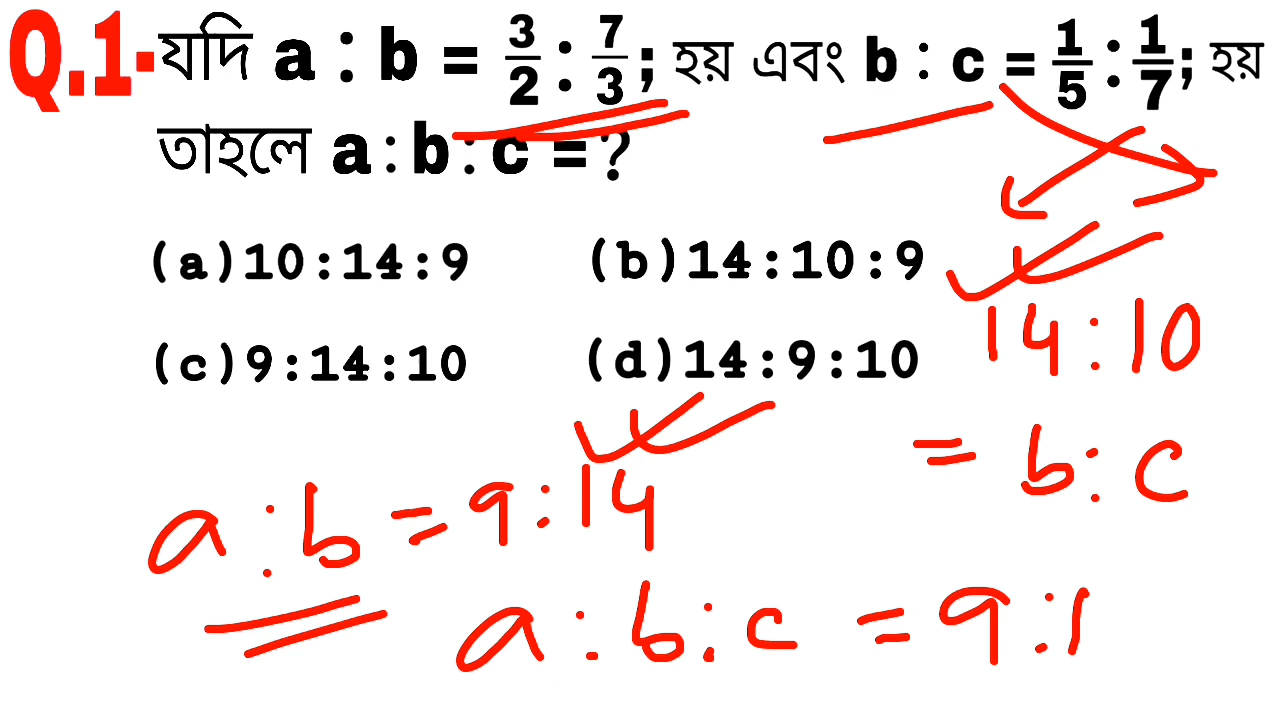 Q.1- যদি a : b = 3/2 : 7/3; হয় এবং b : c = 1/5 : 1/7; হয়
তাহলে a : b : c = ?
(a)10:14:9 (b)14:10:9
(c)9:14:10 (d)14:9:10
14:10
= b:c
a:b = 9:14
a:b:c = 9:1